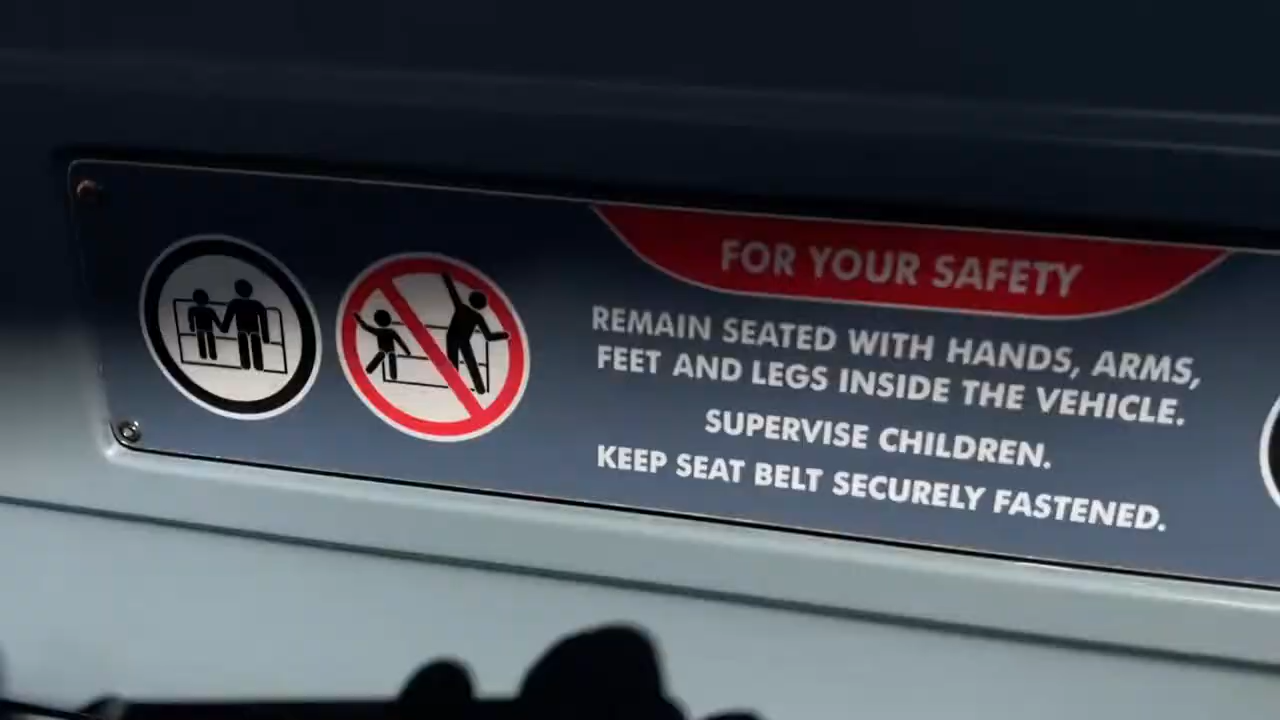 FOR YOUR SAFETY
REMAIN SEATED WITH HANDS, ARMS,
FEET AND LEGS INSIDE THE VEHICLE.
SUPERVISE CHILDREN.
KEEP SEAT BELT SECURELY FASTENED.